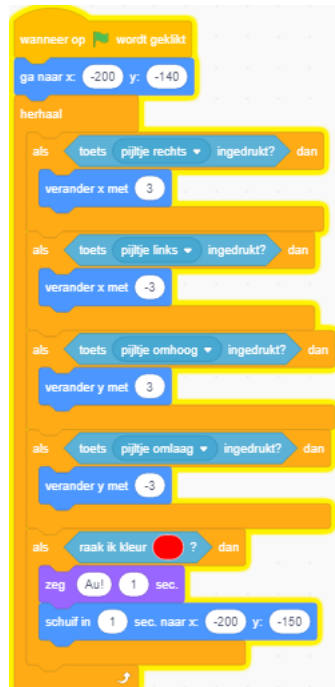 wanneer op wordt geklikt
ga naar x: -200 y: -140
herhaal
als toets pijltje rechts ingedrukt? dan
verander x met 3
als toets pijltje links ingedrukt? dan
verander x met -3
als toets pijltje omhoog ingedrukt? dan
verander y met 3
als toets pijltje omlaag ingedrukt? dan
verander y met -3
als raak ik kleur ? dan
zeg Au! 1 sec.
schuif in 1 sec. naar x: -200 y: -150